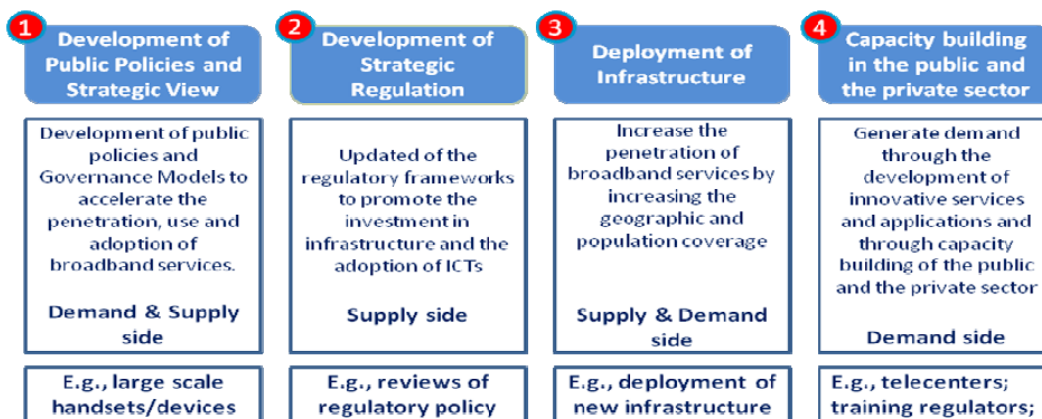 1
Development of
Public Policies and
Strategic View
Development of public
policies and
Governance Models to
accelerate the
penetration, use and
adoption of
broadband services.
Demand & Supply
side
E.g., large scale
handsets/devices
2
Development of
Strategic
Regulation
Updated of the
regulatory frameworks
to promote the
investment in
infrastructure and the
adoption of ICTs
Supply side
E.g., reviews of
regulatory policy
3
Deployment of
Infrastructure
Increase the
penetration of
broadband services by
increasing the
geographic and
population coverage
Supply & Demand
side
E.g., deployment of
new infrastructure
4
Capacity building
in the public and
the private sector
Generate demand
through the
development of
innovative services
and applications and
through capacity
building of the public
and the private sector
Demand side
E.g., telecenters;
training regulators;